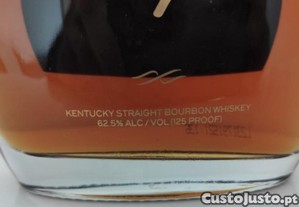 KENTUCKY STRAIGHT BOURBON WHISKEY
62.5% ALC / VOL (125 PROOF)
CustoJusto.pt